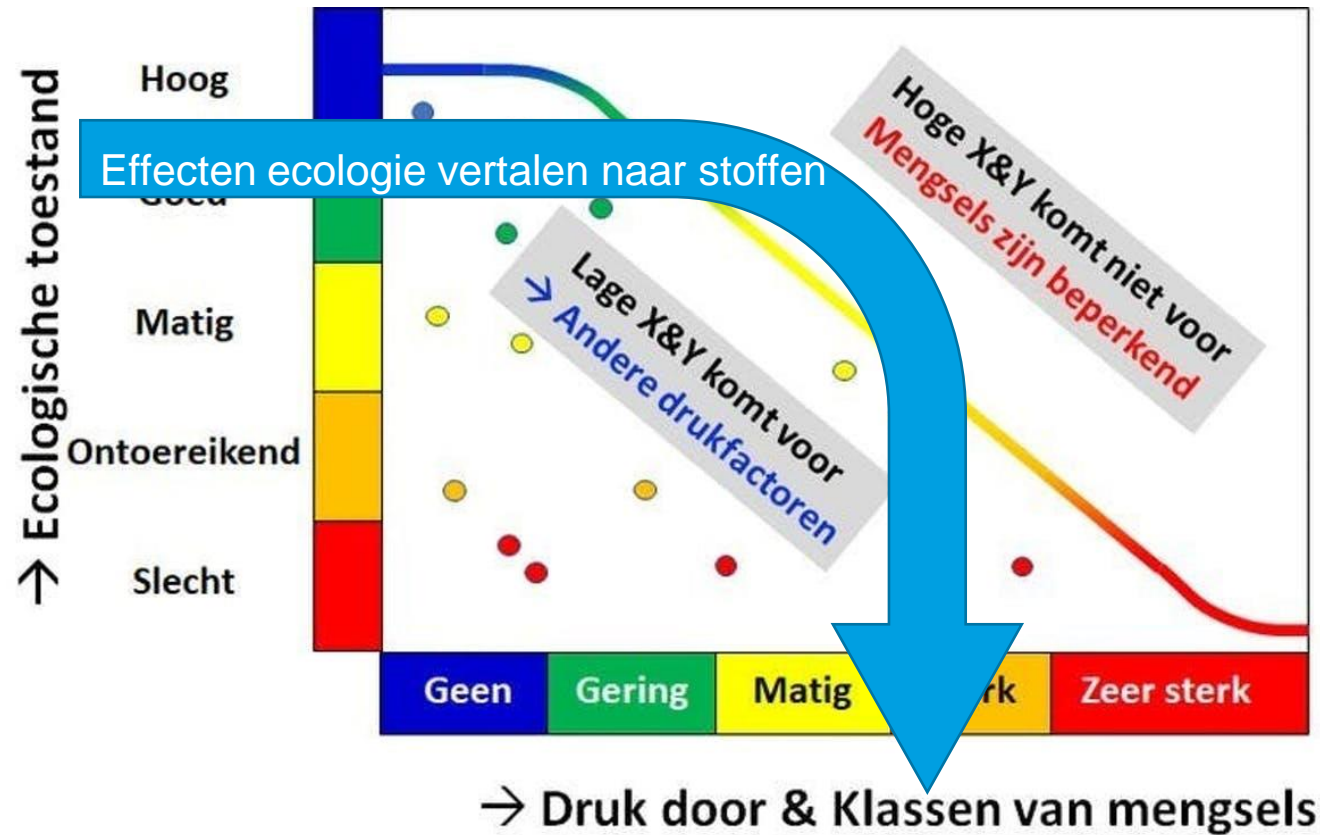 → Ecologische toestand
Hoog
Effecten ecologie vertalen naar stoffen
Matig
Ontoereikend
Slecht
Hoge X&Y komt niet voor
Mengsels zijn beperkend
Lage X&Y komt voor
→ Andere drukfactoren
Geen
Gering
Matig
rk
Zeer sterk
→ Druk door & Klassen van mengsels